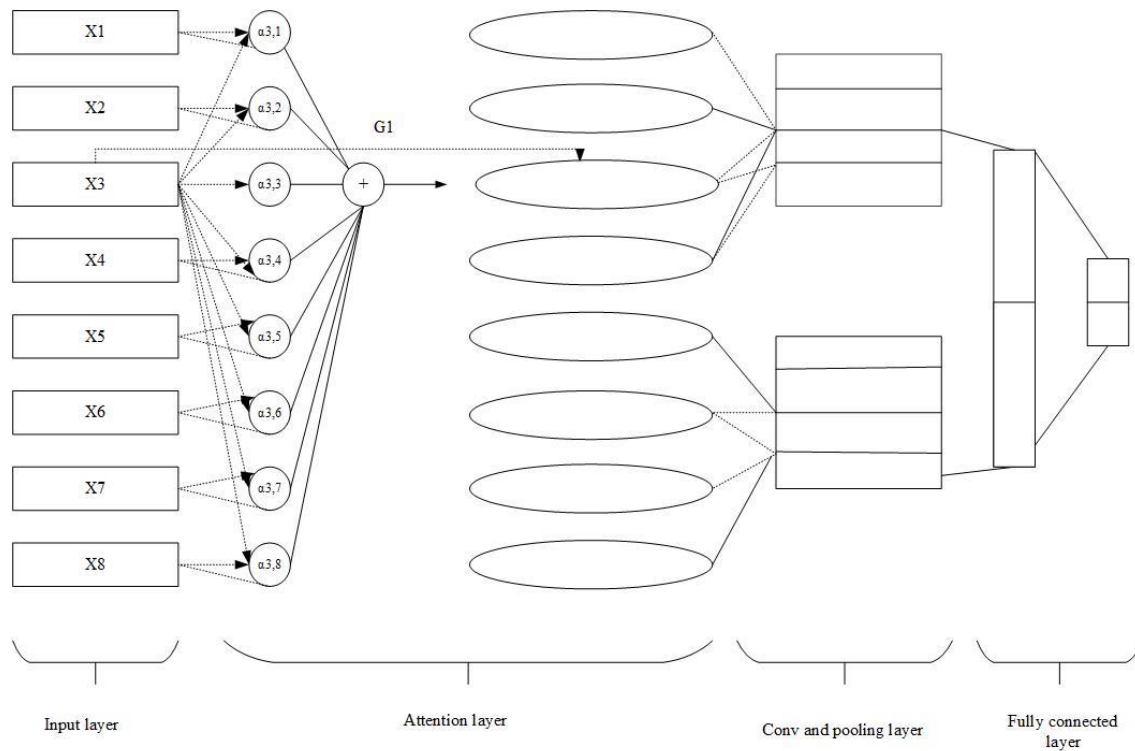 X1
α3,1
X2
α3,2
G1
X3
α3,3
+
X4
α3,4
X5
α3,5
X6
α3,6
X7
α3,7
X8
α3,8
Input layer
Attention layer
Conv and pooling layer
Fully connected
layer